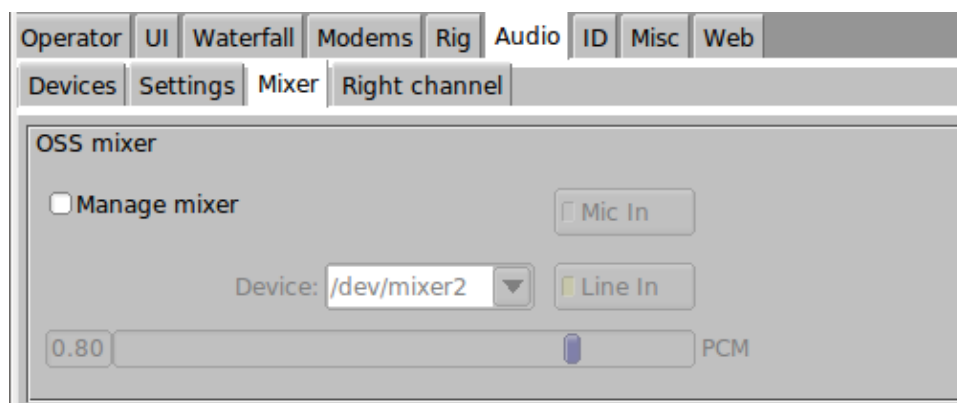 Operator UI Waterfall Modems Rig Audio ID Misc Web
Devices Settings Mixer Right channel
OSS mixer
Manage mixer
Mic In
Device: /dev/mixer2
Line In
0.80
PCM